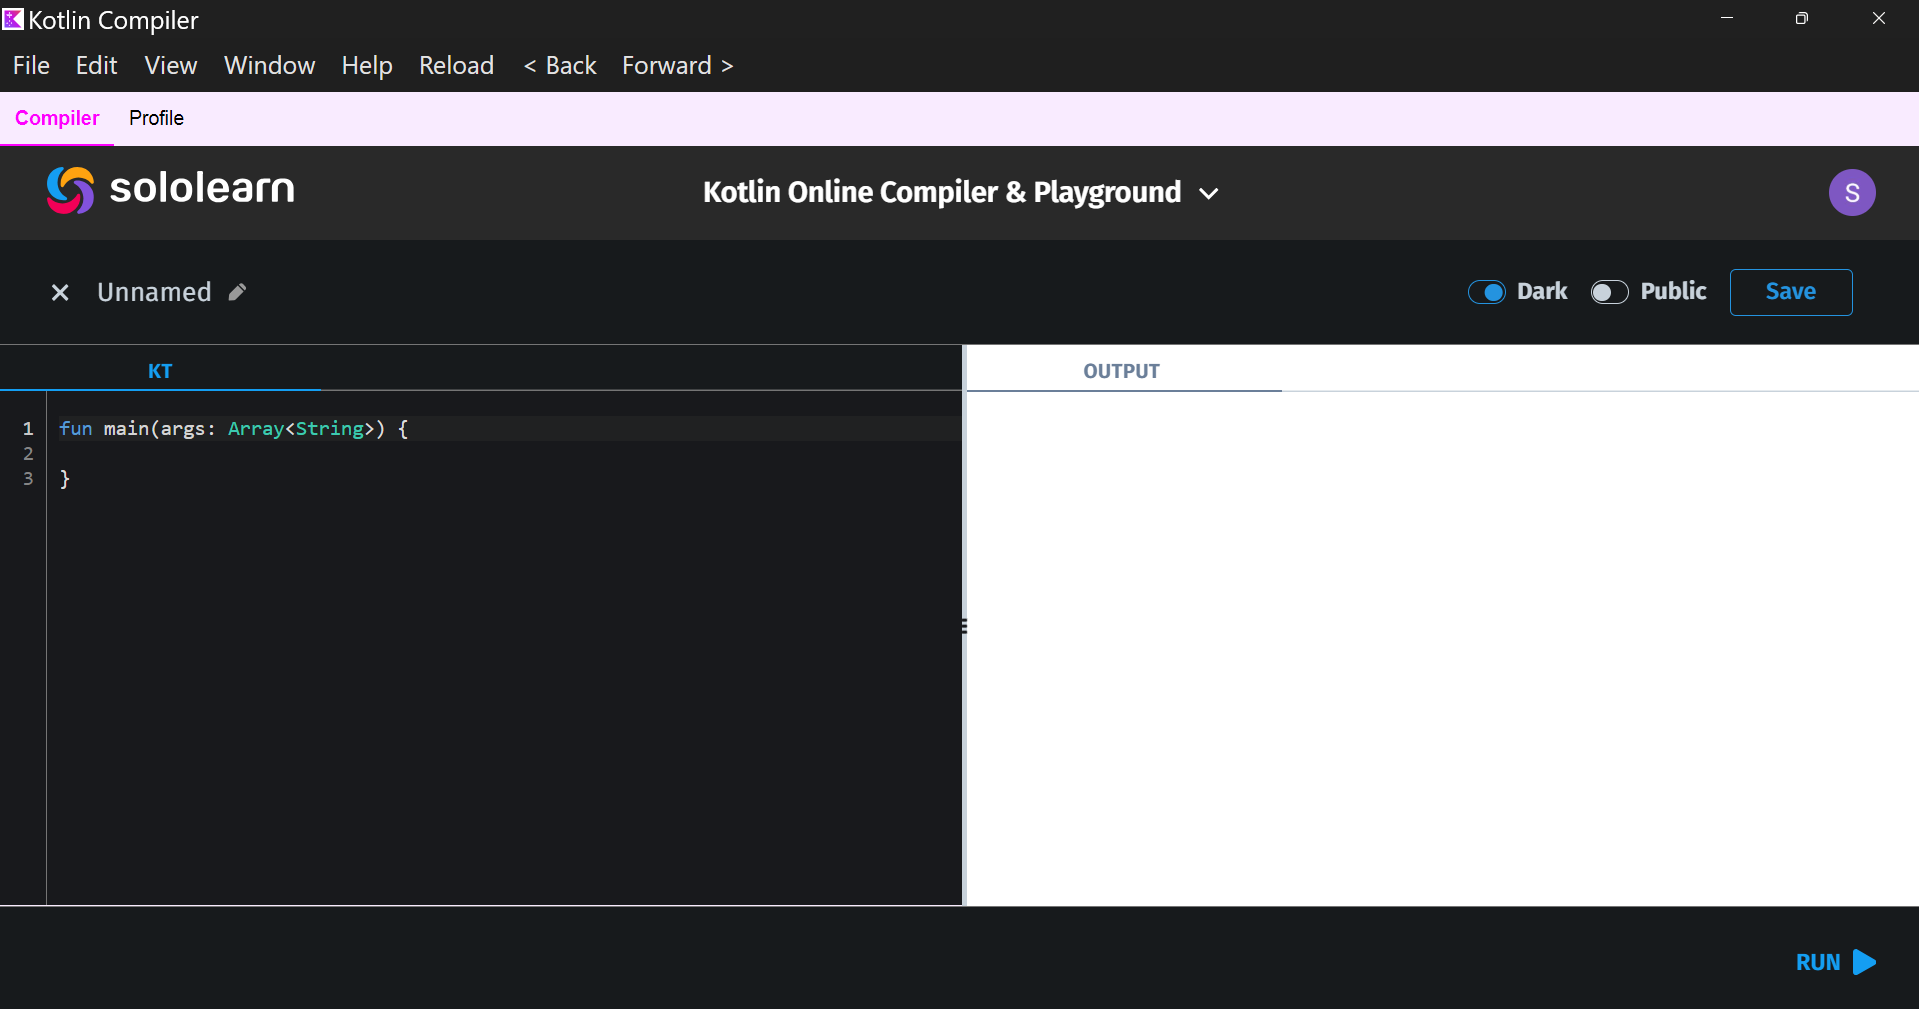 Kotlin Compiler
File Edit View Window Help Reload < Back Forward >
Compiler Profile
sololearn Kotlin Online Compiler & Playground S
Unnamed Dark Public Save
KT OUTPUT
1 fun main(args: Array<String>) {
2
3 }
RUN